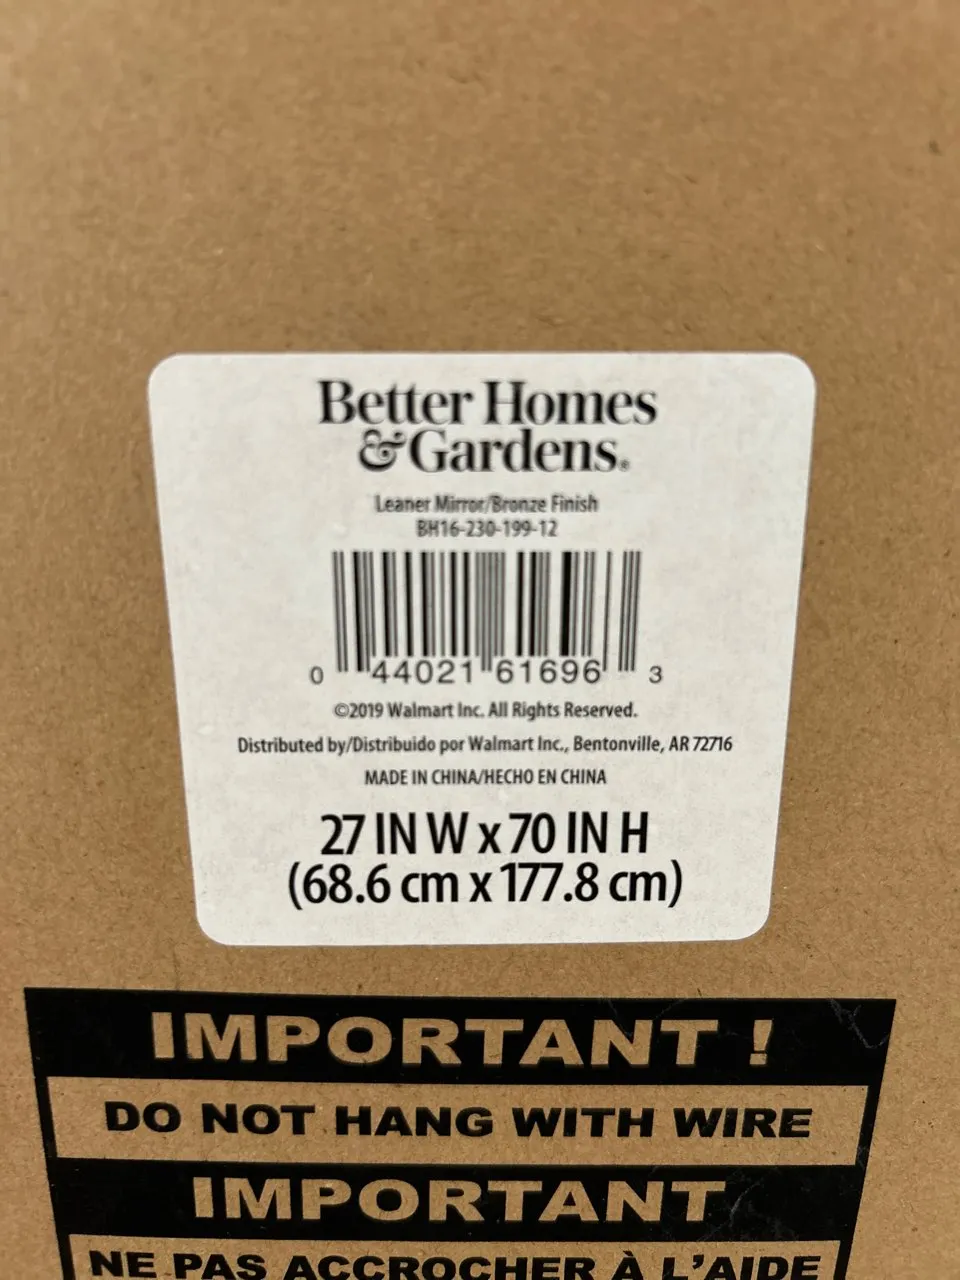 Better Homes
& Gardens®
Leaner Mirror/Bronze Finish
BH16-230-199-12
0 44021 61696 3
©2019 Walmart Inc. All Rights Reserved.
Distributed by/Distribuido por Walmart Inc., Bentonville, AR 72716
MADE IN CHINA/HECHO EN CHINA
27 IN W x 70 IN H
(68.6 cm x 177.8 cm)
IMPORTANT !
DO NOT HANG WITH WIRE
IMPORTANT
NE PAS ACCROCHER À L'AIDE